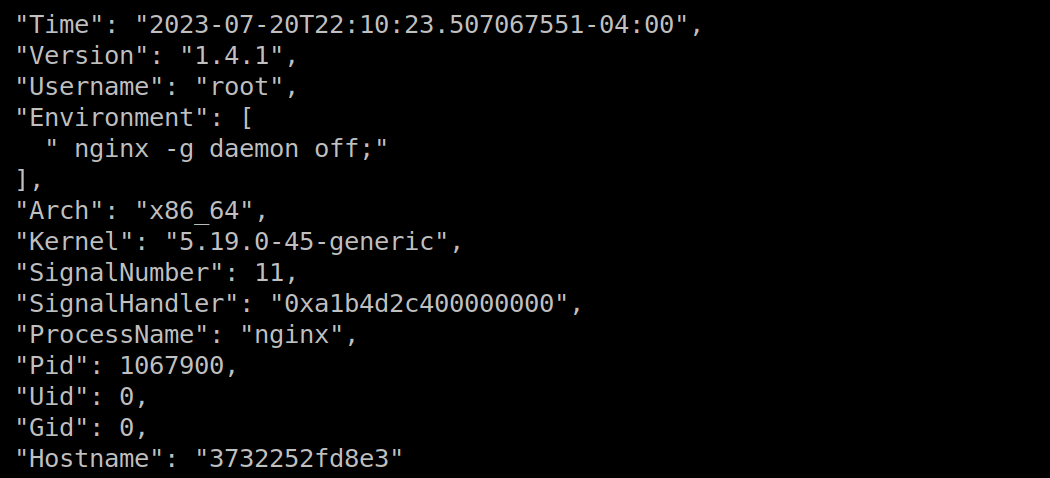 "Time": "2023-07-20T22:10:23.507067551-04:00",
"Version": "1.4.1",
"Username": "root",
"Environment": [
" nginx -g daemon off;"
],
"Arch": "x86_64",
"Kernel": "5.19.0-45-generic",
"SignalNumber": 11,
"SignalHandler": "0xa1b4d2c400000000",
"ProcessName": "nginx",
"Pid": 1067900,
"Uid": 0,
"Gid": 0,
"Hostname": "3732252fd8e3"